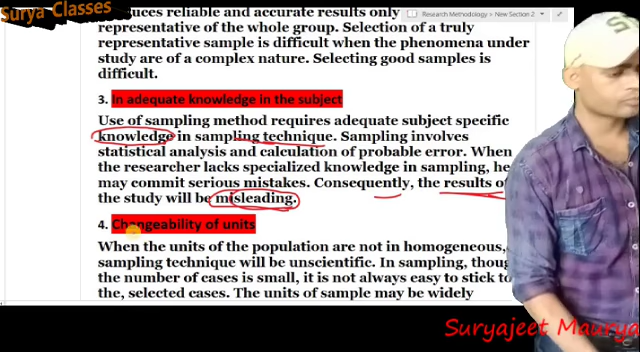 Surya Classes
Research Methodology » New Section 2
duces reliable and accurate results only
representative of the whole group. Selection of a truly
representative sample is difficult when the phenomena under
study are of a complex nature. Selecting good samples is
difficult.
3. In adequate knowledge in the subject
Use of sampling method requires adequate subject specific
knowledge in sampling technique. Sampling involves
statistical analysis and calculation of probable error. When
the researcher lacks specialized knowledge in sampling, he
may commit serious mistakes. Consequently, the results o
the study will be misleading.
4. Changeability of units
When the units of the population are not in homogeneous,
sampling technique will be unscientific. In sampling, thoug
the number of cases is small, it is not always easy to stick to
the, selected cases. The units of sample may be widely
Suryajeet Maurya